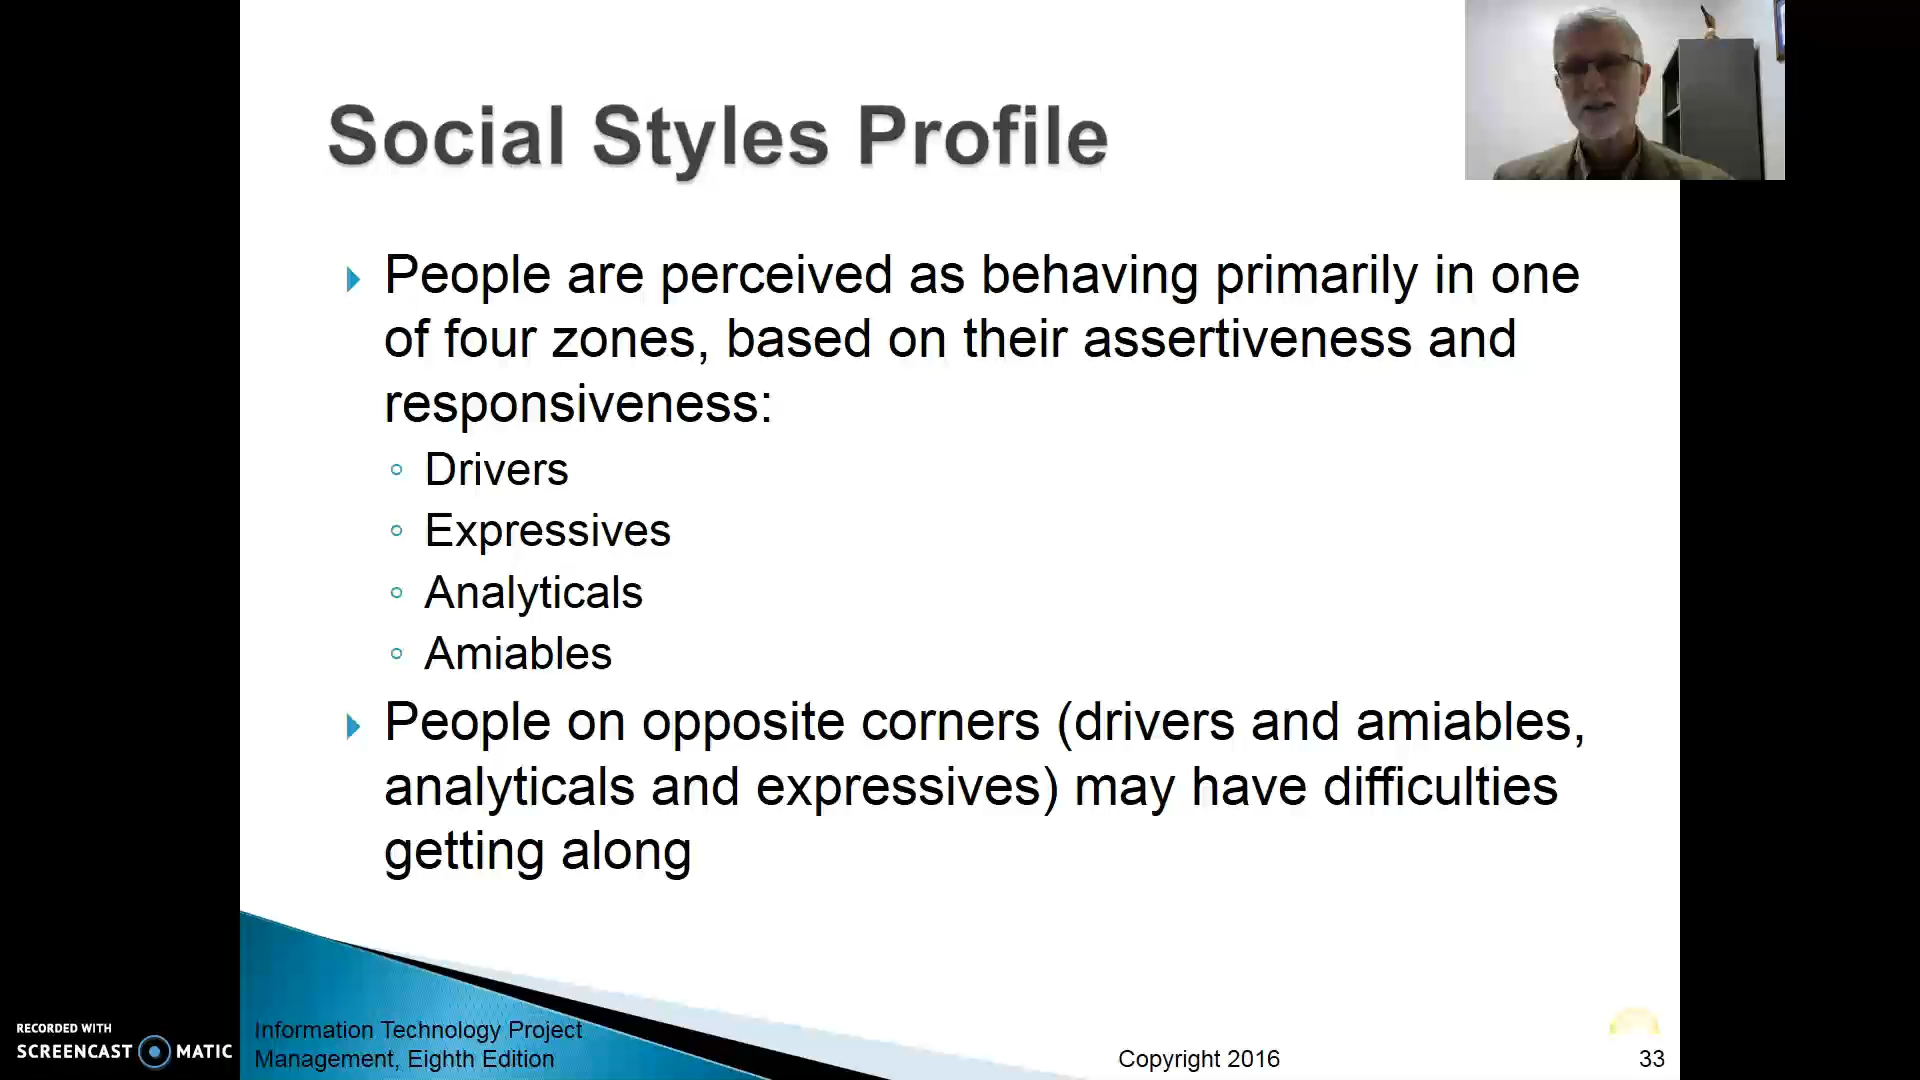 Social Styles Profile
People are perceived as behaving primarily in one
of four zones, based on their assertiveness and
responsiveness:
Drivers
Expressives
Analyticals
Amiables
People on opposite corners (drivers and amiables,
analyticals and expressives) may have difficulties
getting along
RECORDED WITH
SCREENCAST MATIC
Information Technology Project
Management, Eighth Edition
Copyright 2016
33